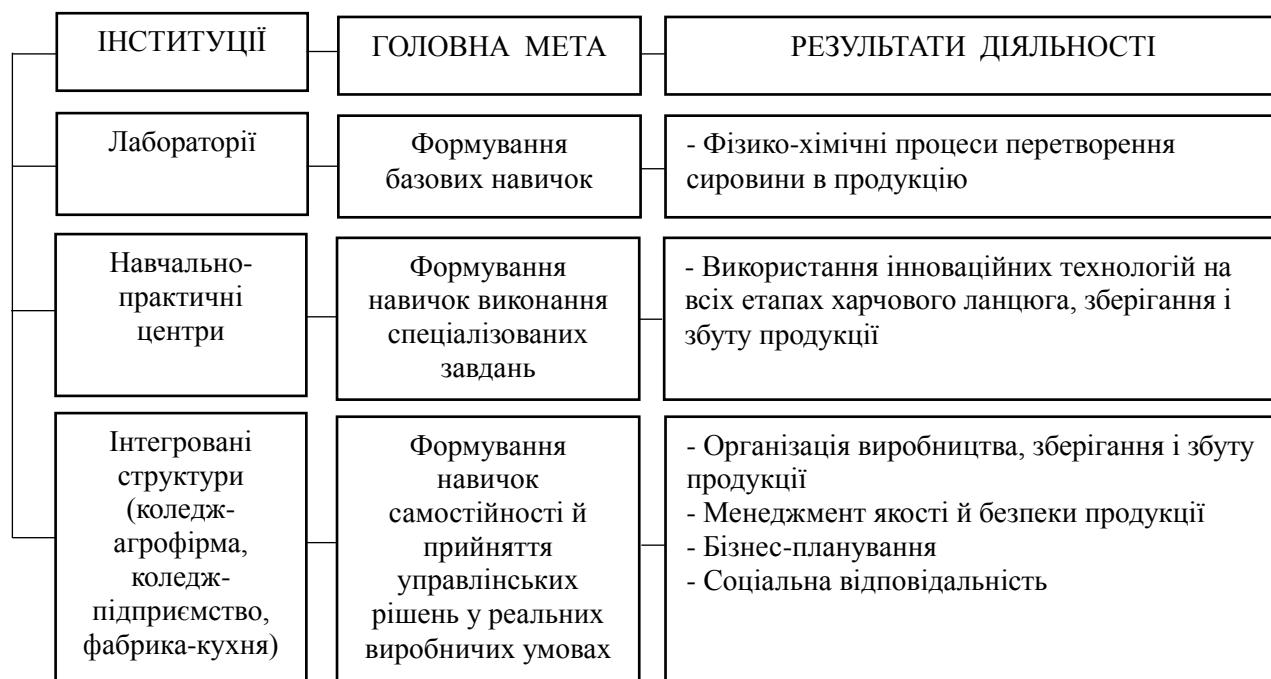 ІНСТИТУЦІЇ
ГОЛОВНА МЕТА
РЕЗУЛЬТАТИ ДІЯЛЬНОСТІ
Лабораторії
Формування
базових навичок
- Фізико-хімічні процеси перетворення
сировини в продукцію
Навчально-
практичні
центри
Формування
навичок виконання
спеціалізованих
завдань
- Використання інноваційних технологій на
всіх етапах харчового ланцюга, зберігання і
збуту продукції
Інтегровані
структури
(коледж-
агрофірма,
коледж-
підприємство,
фабрика-кухня)
Формування
навичок
самостійності й
прийняття
управлінських
рішень у реальних
виробничих умовах
- Організація виробництва, зберігання і збуту
продукції
- Менеджмент якості й безпеки продукції
- Бізнес-планування
- Соціальна відповідальність